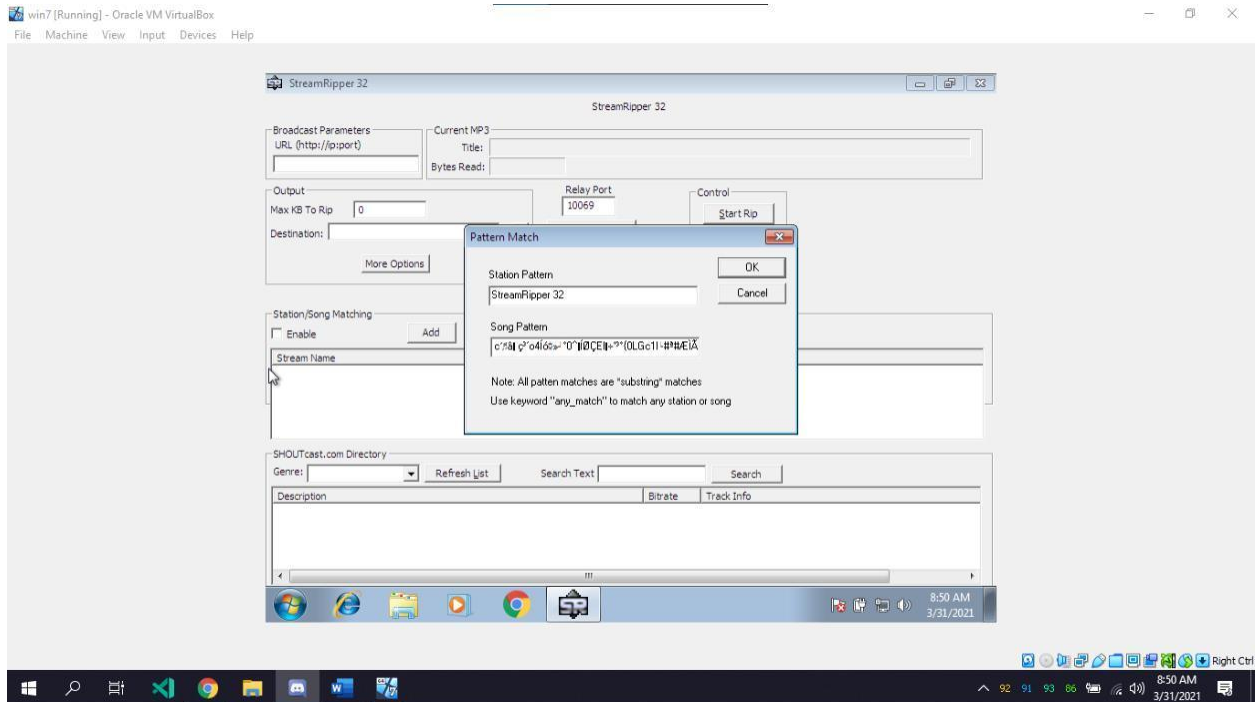 win7 [Running] - Oracle VM VirtualBox
File Machine View Input Devices Help
StreamRipper 32
StreamRipper 32
Broadcast Parameters
URL (http://ip:port)
Current MP3
Title:
Bytes Read:
Output
Max KB To Rip 0
Destination:
More Options
Relay Port
10069
Control
Start Rip
Pattern Match
Station Pattern
StreamRipper 32
OK
Cancel
Song Pattern
Note: All patten matches are "substring" matches
Use keyword "any_match" to match any station or song
Station/Song Matching
Enable
Add
Stream Name
SHOUTcast.com Directory
Genre:
Refresh List
Search Text
Search
Description Bitrate Track Info
8:50 AM
3/31/2021
Right Ctrl
92 91 93 86
8:50 AM
3/31/2021